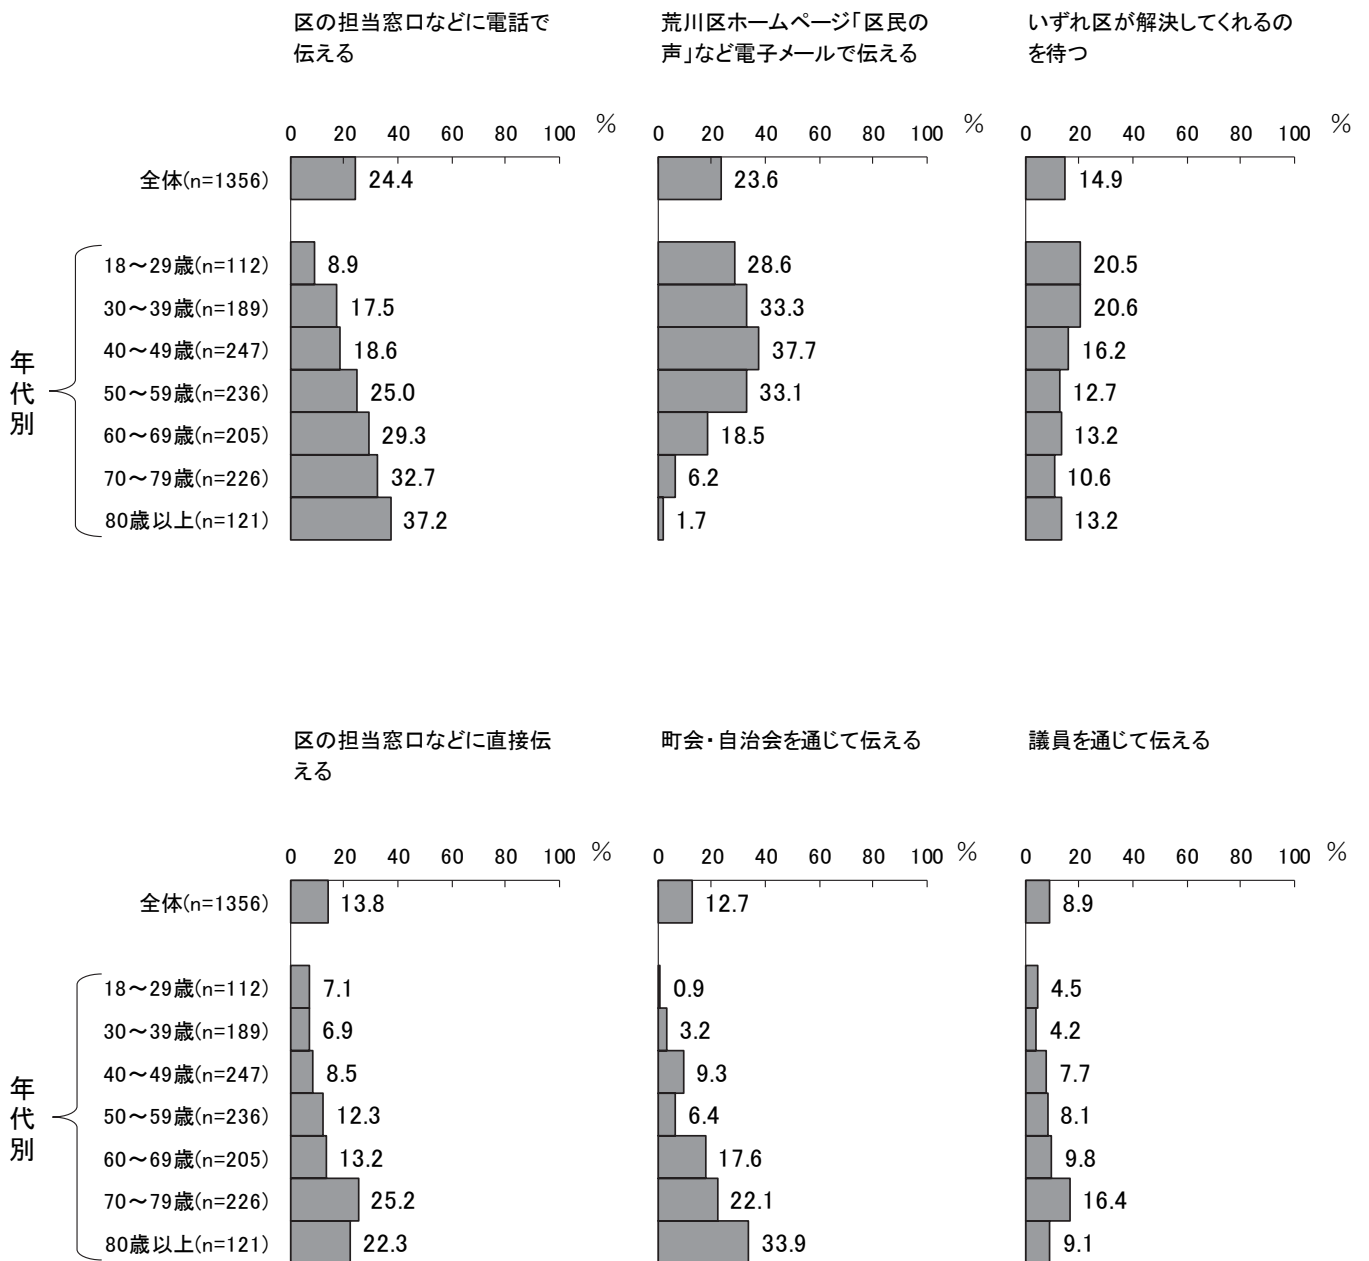 区の担当窓口などに電話で
伝える
荒川区ホームページ「区民の
声」など電子メールで伝える
いずれ区が解決してくれるの
を待つ
0 20 40 60 80 100 %
0 20 40 60 80 100 %
0 20 40 60 80 100 %
全体(n=1356) 24.4 23.6 14.9
年代別
18～29歳(n=112) 8.9 28.6 20.5
30～39歳(n=189) 17.5 33.3 20.6
40～49歳(n=247) 18.6 37.7 16.2
50～59歳(n=236) 25.0 33.1 12.7
60～69歳(n=205) 29.3 18.5 13.2
70～79歳(n=226) 32.7 6.2 10.6
80歳以上(n=121) 37.2 1.7 13.2
区の担当窓口などに直接伝
える
町会・自治会を通じて伝える
議員を通じて伝える
0 20 40 60 80 100 %
0 20 40 60 80 100 %
0 20 40 60 80 100 %
全体(n=1356) 13.8 12.7 8.9
年代別
18～29歳(n=112) 7.1 0.9 4.5
30～39歳(n=189) 6.9 3.2 4.2
40～49歳(n=247) 8.5 9.3 7.7
50～59歳(n=236) 12.3 6.4 8.1
60～69歳(n=205) 13.2 17.6 9.8
70～79歳(n=226) 25.2 22.1 16.4
80歳以上(n=121) 22.3 33.9 9.1